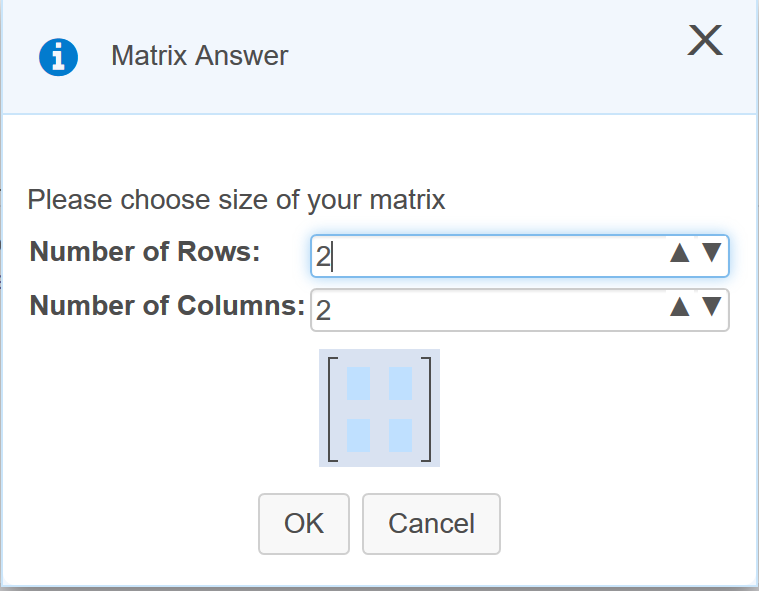 Matrix Answer
Please choose size of your matrix
Number of Rows: 2
Number of Columns: 2
OK Cancel